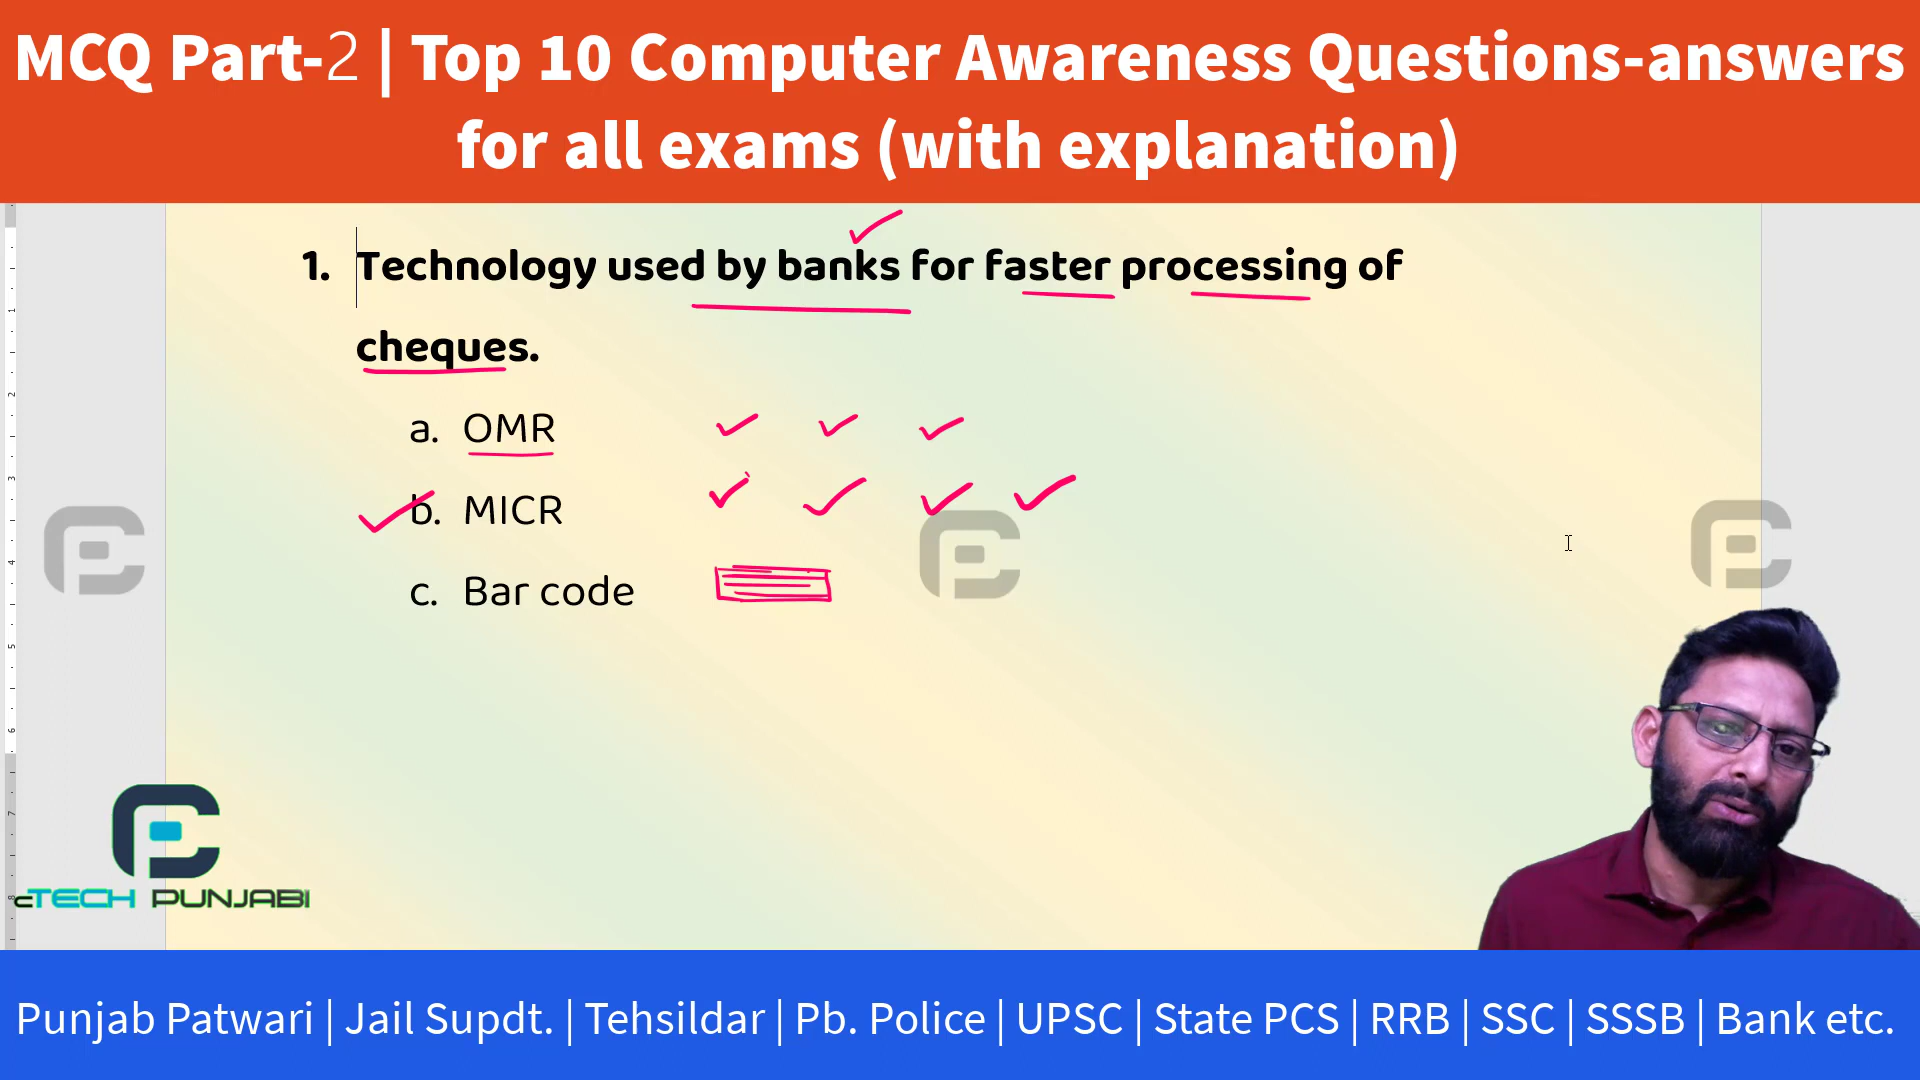 MCQ Part-2 | Top 10 Computer Awareness Questions-answers
for all exams (with explanation)
1. Technology used by banks for faster processing of
cheques.
a. OMR
b. MICR
c. Bar code
eTECH PUNJABI
Punjab Patwari | Jail Supdt. | Tehsildar | Pb. Police | UPSC | State PCS | RRB | SSC | SSSB | Bank etc.